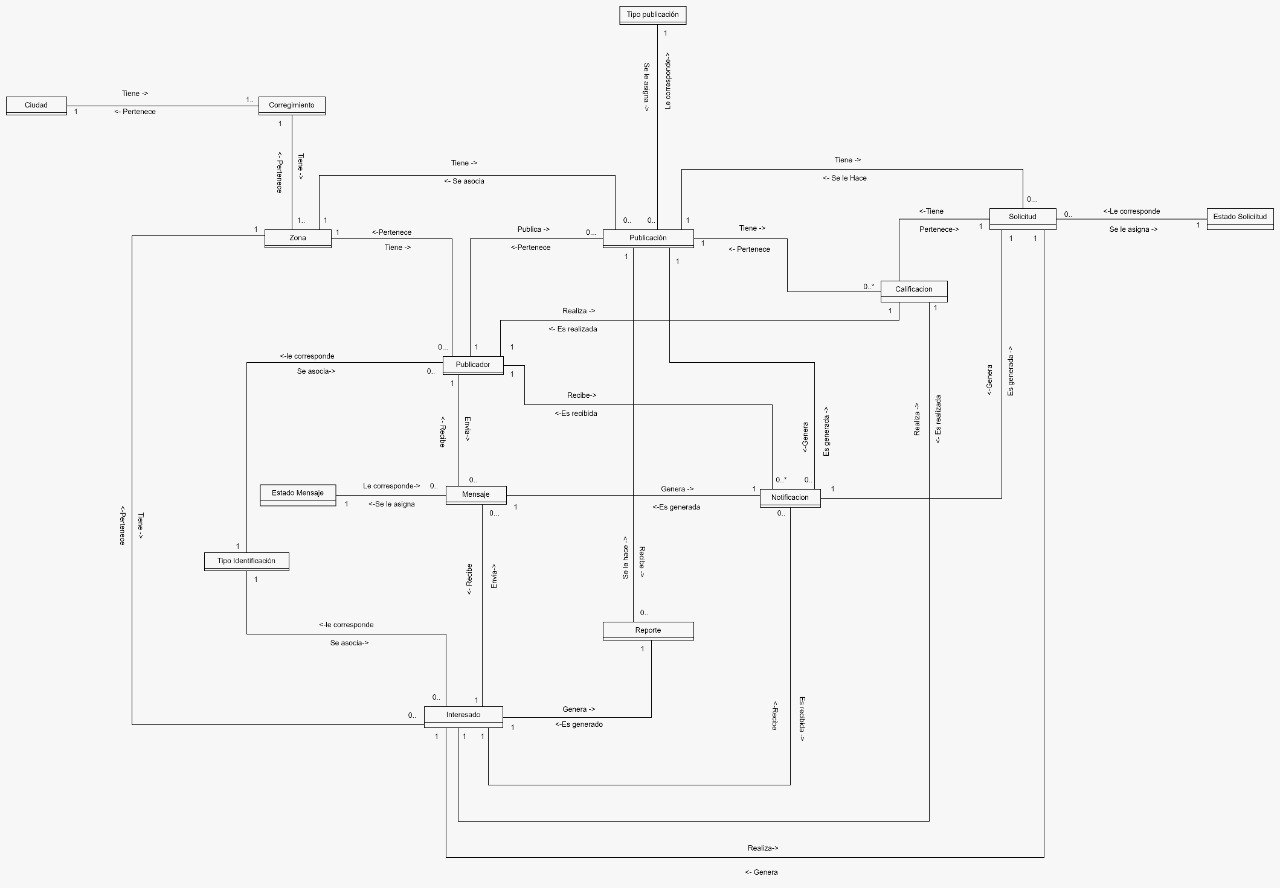 Tipo publicación
1
Se le asigna ->
Le corresponde->
Tiene ->
Ciudad
1..
Corregimiento
1
<- Pertenece
1
<- Pertenece
Tiene ->
Tiene ->
<- Se asocia
Tiene ->
<- Se le Hace
0...
1..
1
0..
0..
1
<-Tiene
Solicitud
0..
<-Le corresponde
Estado Soliciitud
1
Zona
1
<-Pertenece
Tiene ->
Publica ->
0...
<-Pertenece
Publicación
1
Tiene ->
<- Pertenece
Pertenece->
1
Se le asigna ->
1
1
1
1
1
0..*
Calificacion
1
1
Realiza ->
<- Es realizada
0...
1
1
<-le corresponde
Se asocia->
0..
Publicador
1
1
Recibe->
<-Es recibida
<- Recibe
Envia->
<-Genera
Es generada ->
Realiza ->
<- Es realizada
<-Genera
Es generada ->
Estado Mensaje
Le corresponde->
0..
0..
1
<-Se le asigna
Mensaje
0...
1
Genera ->
<-Es generada
1
0..*
0..
1
Notificacion
0..
<-Pertenece
Tiene ->
1
Tipo Identificación
1
<- Recibe
Envia->
Se le hace ->
Recibe ->
0..
Reporte
1
<-le corresponde
Se asocia->
0..
1
0..
Interesado
1
Genera ->
<-Es generado
1
1
1
<-Recibe
Es recibida ->
Realiza->
<- Genera